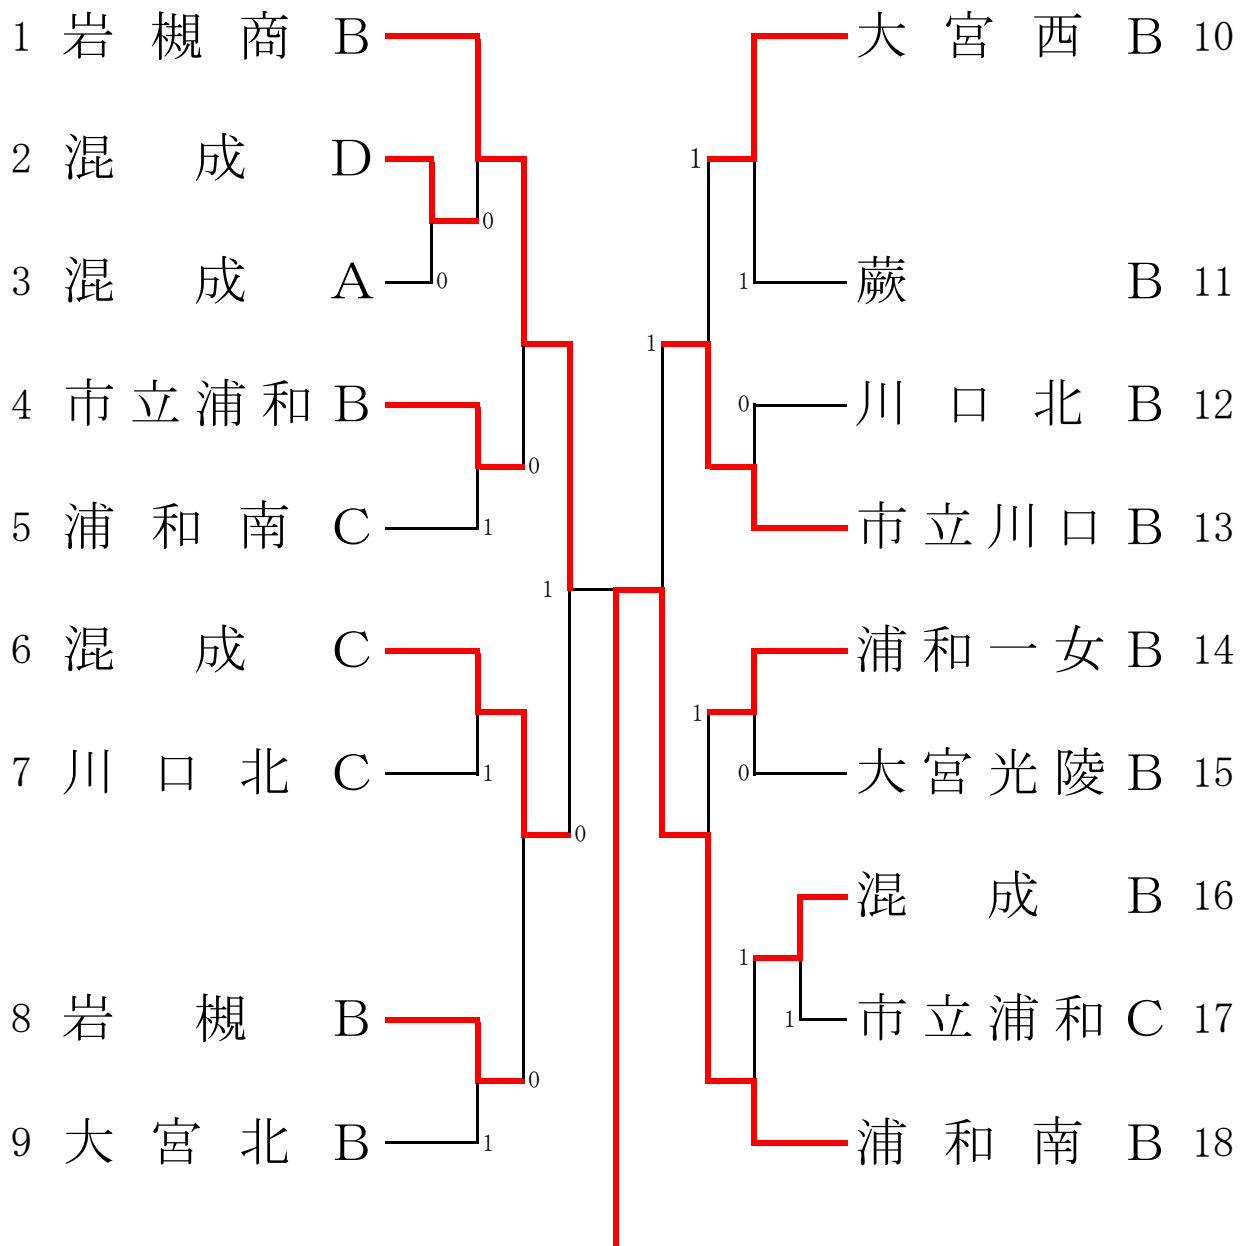 1 岩槻商 B
大宮西 B 10
2 混成 D
1
0
3 混成 A
0
1
蕨 B 11
1
4 市立浦和 B
0
川口北 B 12
0
5 浦和南 C
1
市立川口 B 13
1
6 混成 C
浦和一女 B 14
1
7 川口北 C
1
0
大宮光陵 B 15
0
混成 B 16
1
8 岩槻 B
1
市立浦和 C 17
0
9 大宮北 B
1
浦和南 B 18